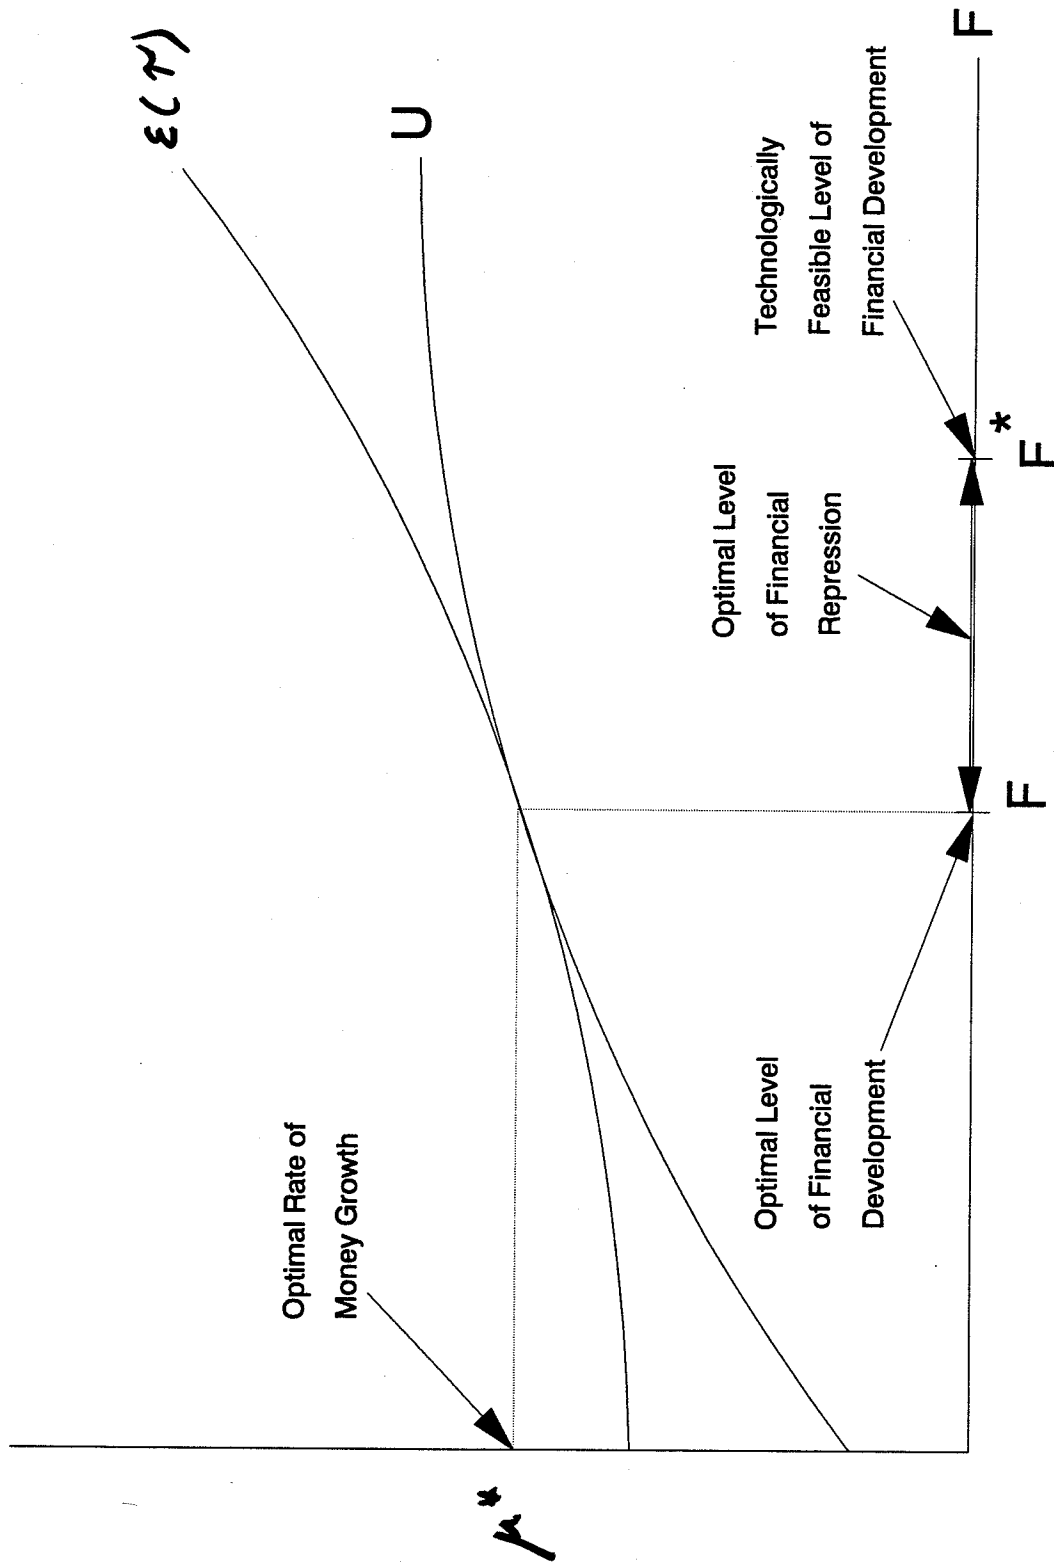 ε(τ)
U
Optimal Rate of
Money Growth
μ*
Optimal Level
of Financial
Repression
Technologically
Feasible Level of
Financial Development
Optimal Level
of Financial
Development
F
F
F*